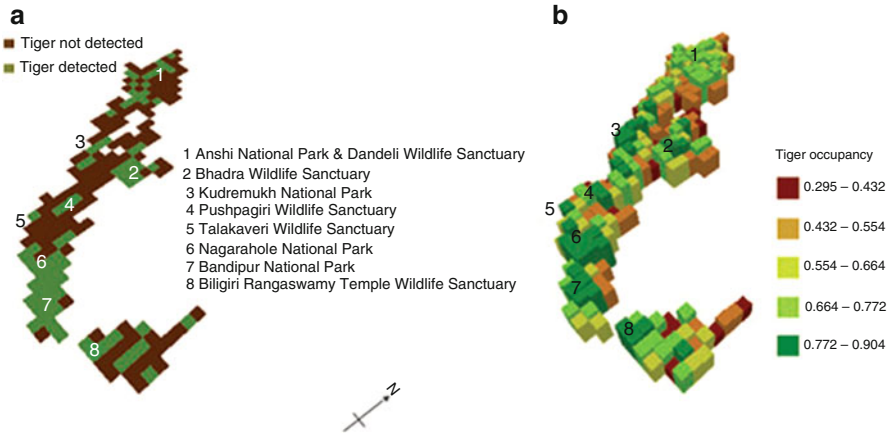 a
Tiger not detected
Tiger detected
1
3
2
4
5
6
7
8
1 Anshi National Park & Dandeli Wildlife Sanctuary
2 Bhadra Wildlife Sanctuary
3 Kudremukh National Park
4 Pushpagiri Wildlife Sanctuary
5 Talakaveri Wildlife Sanctuary
6 Nagarahole National Park
7 Bandipur National Park
8 Biligiri Rangaswamy Temple Wildlife Sanctuary
N
b
1
3
2
4
5
6
7
8
Tiger occupancy
0.295 – 0.432
0.432 – 0.554
0.554 – 0.664
0.664 – 0.772
0.772 – 0.904